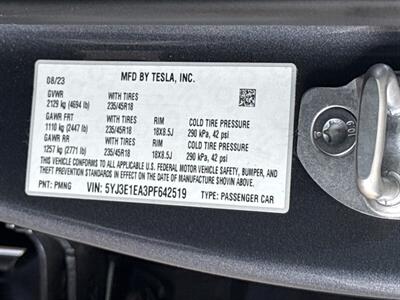 08/23 MFD BY TESLA, INC.
GVWR WITH TIRES
2129 kg (4694 lb) 235/45R18
GAWR FRT WITH TIRES RIM COLD TIRE PRESSURE
1110 kg (2447 lb) 235/45R18 18X8.5J 290 kPa, 42 psi
GAWR RR WITH TIRES RIM COLD TIRE PRESSURE
1257 kg (2771 lb) 235/45R18 18X8.5J 290 kPa, 42 psi
THIS VEHICLE CONFORMS TO ALL APPLICABLE U.S. FEDERAL MOTOR VEHICLE SAFETY, BUMPER, AND
THEFT PREVENTION STANDARDS IN EFFECT ON THE DATE OF MANUFACTURE SHOWN ABOVE.
PNT: PMNG VIN: 5YJ3E1EA3PF642519 TYPE: PASSENGER CAR